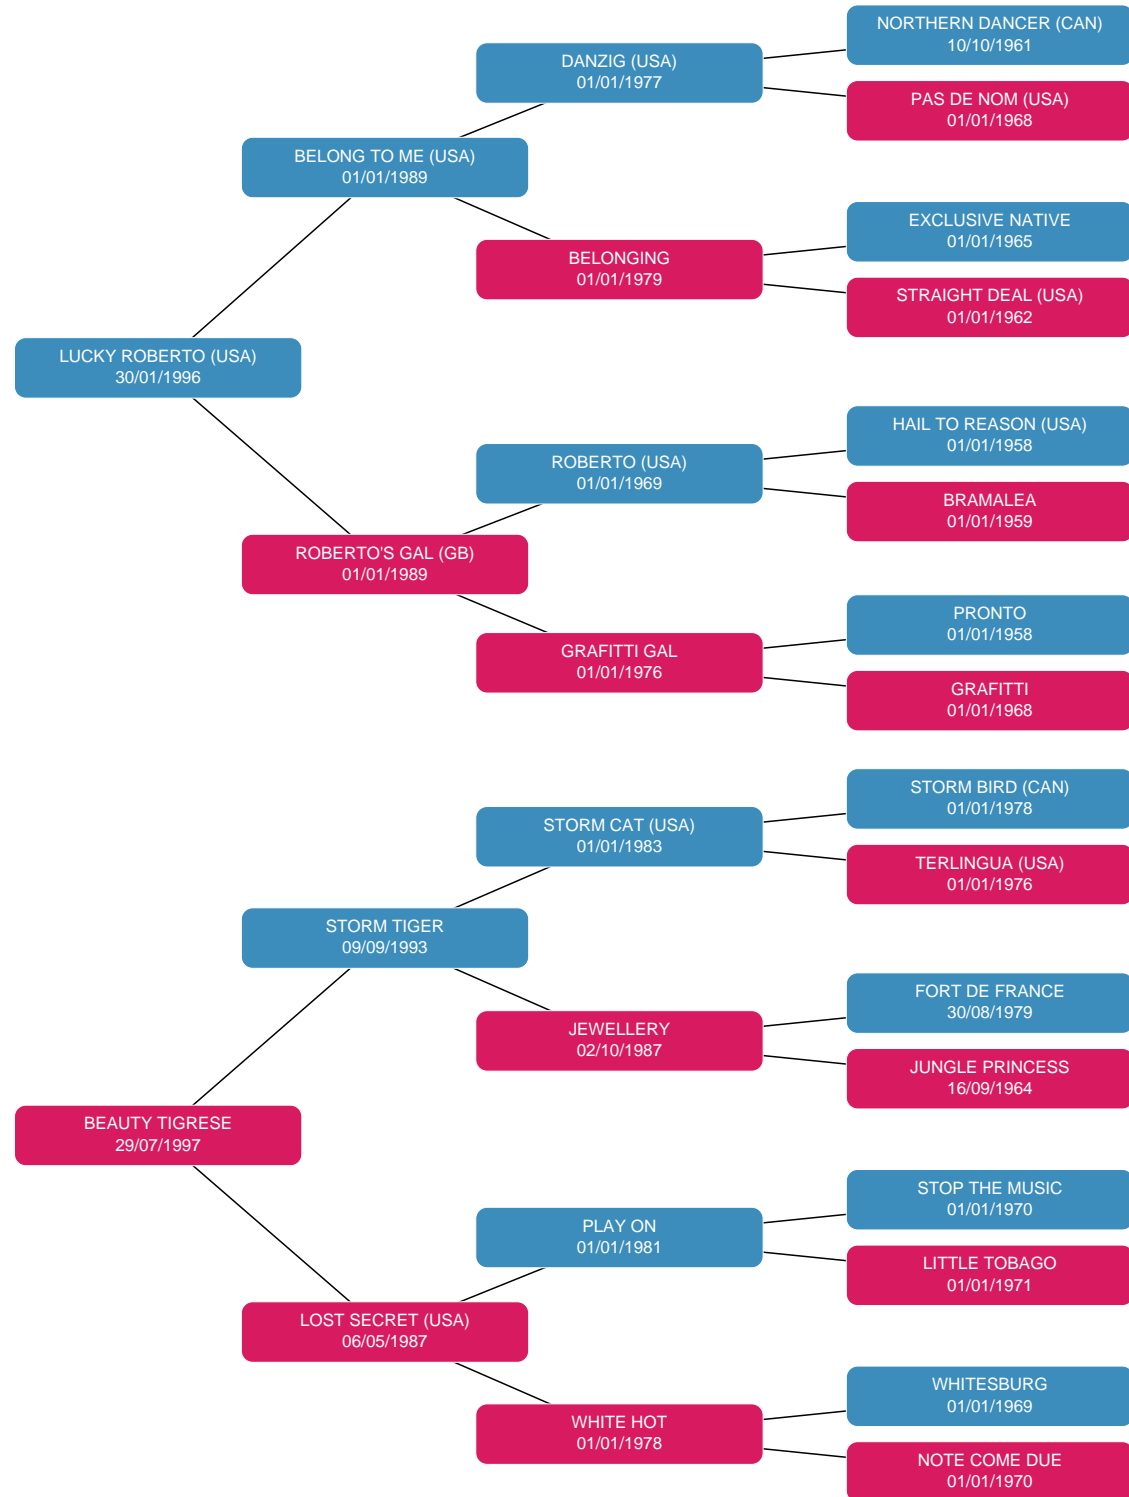 NORTHERN DANCER (CAN)
10/10/1961
DANZIG (USA)
01/01/1977
PAS DE NOM (USA)
01/01/1968
BELONG TO ME (USA)
01/01/1989
EXCLUSIVE NATIVE
01/01/1965
BELONGING
01/01/1979
STRAIGHT DEAL (USA)
01/01/1962
LUCKY ROBERTO (USA)
30/01/1996
HAIL TO REASON (USA)
01/01/1958
ROBERTO (USA)
01/01/1969
BRAMALEA
01/01/1959
ROBERTO'S GAL (GB)
01/01/1989
PRONTO
01/01/1958
GRAFITTI GAL
01/01/1976
GRAFITTI
01/01/1968
STORM BIRD (CAN)
01/01/1978
STORM CAT (USA)
01/01/1983
TERLINGUA (USA)
01/01/1976
STORM TIGER
09/09/1993
FORT DE FRANCE
30/08/1979
JEWELLERY
02/10/1987
JUNGLE PRINCESS
16/09/1964
BEAUTY TIGRESE
29/07/1997
STOP THE MUSIC
01/01/1970
PLAY ON
01/01/1981
LITTLE TOBAGO
01/01/1971
LOST SECRET (USA)
06/05/1987
WHITESBURG
01/01/1969
WHITE HOT
01/01/1978
NOTE COME DUE
01/01/1970